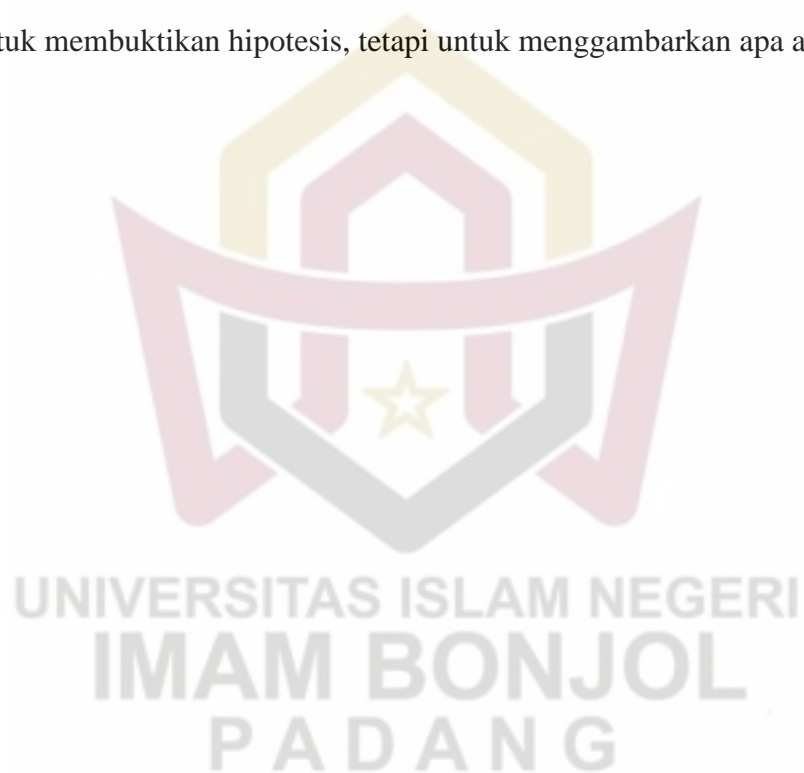 membuktikan hipotesis, tetapi untuk menggambarkan apa
UNIVERSITAS ISLAM NEGERI
IMAM BONJOL
PADANG